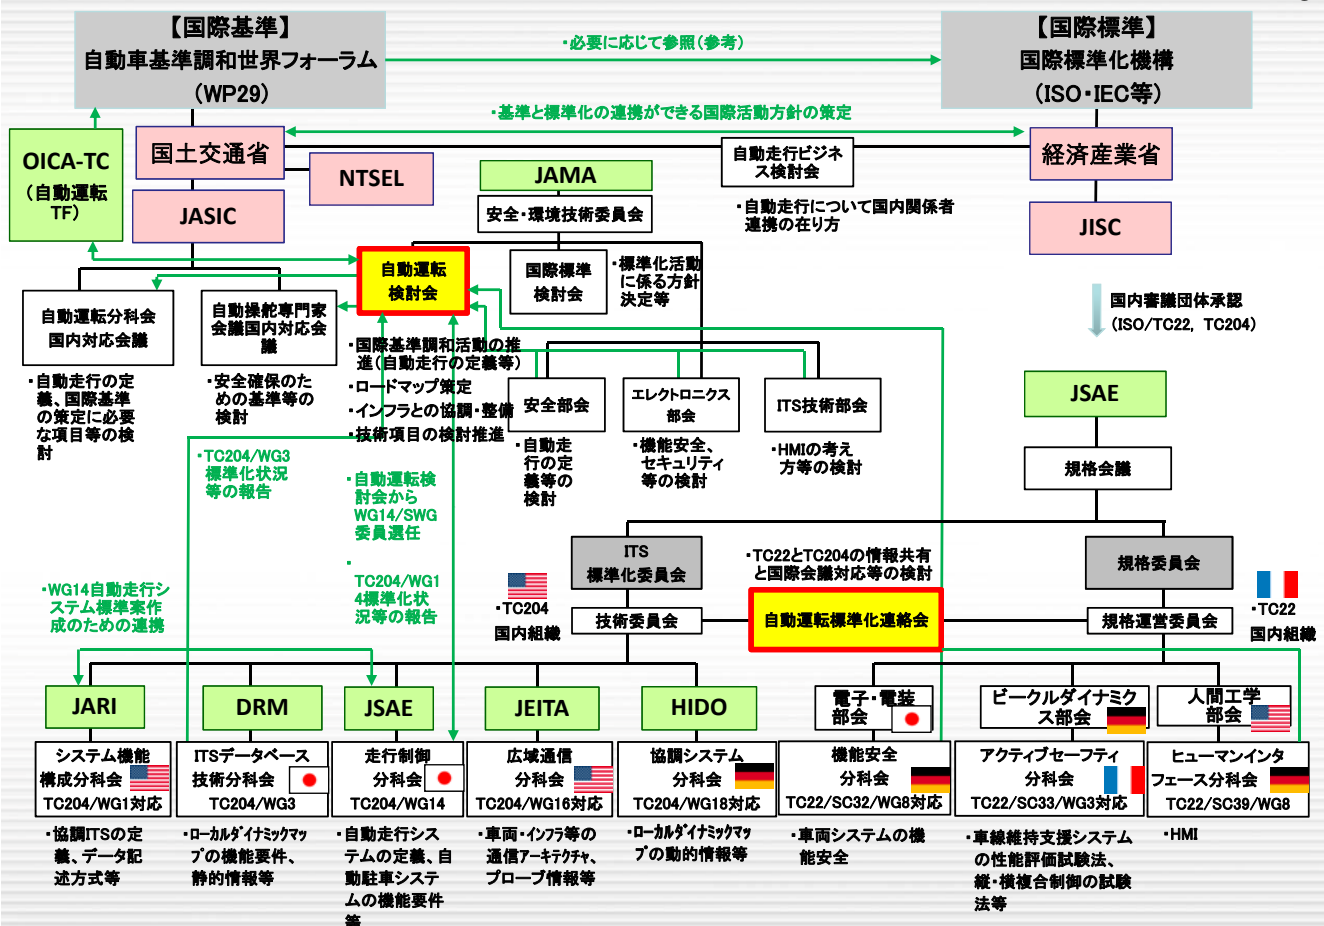 【国際基準】
自動車基準調和世界フォーラム
(WP29)
・必要に応じて参照(参考)
【国際標準】
国際標準化機構
(ISO・IEC等)
・基準と標準化の連携ができる国際活動方針の策定
OICA-TC
(自動運転
TF)
国土交通省
NTSEL
JASIC
JAMA
安全・環境技術委員会
自動走行ビジネ
ス検討会
・自動走行について国内関係者
連携の在り方
経済産業省
JISC
自動運転
検討会
国際標準
検討会
・標準化活動
に係る方針
決定等
国内審議団体承認
(ISO/TC22, TC204)
自動運転分科会
国内対応会議
自動操舵専門家
会議国内対応会
議
・自動走行の定
義、国際基準
の策定に必要
な項目等の検
討
・安全確保のた
めの基準等の
検討
・国際基準調和活動の推
進(自動走行の定義等)
・ロードマップ策定
・インフラとの協調・整備
・技術項目の検討推進
安全部会
エレクトロニクス
部会
ITS技術部会
・自動走
行の定
義等の
検討
・機能安全、
セキュリティ
等の検討
・HMIの考え
方等の検討
JSAE
規格会議
・TC204/WG3
標準化状況
等の報告
・自動運転検
討会から
WG14/SWG
委員選任
・
TC204/WG1
4標準化状
況等の報告
・WG14自動走行シ
ステム標準案作
成のための連携
ITS
標準化委員会
・TC204
国内組織
技術委員会
・TC22とTC204の情報共有
と国際会議対応等の検討
自動運転標準化連絡会
規格委員会
規格運営委員会
・TC22
国内組織
JARI
DRM
JSAE
JEITA
HIDO
電子・電装
部会
ビークルダイナミク
ス部会
人間工学
部会
システム機能
構成分科会
TC204/WG1対応
ITSデータベース
技術分科会
TC204/WG3
走行制御
分科会
TC204/WG14
広域通信
分科会
TC204/WG16対応
協調システム
分科会
TC204/WG18対応
機能安全
分科会
TC22/SC32/WG8対応
アクティブセーフティ
分科会
TC22/SC33/WG3対応
ヒューマンインタ
フェース分科会
TC22/SC39/WG8
・協調ITSの定
義、データ記
述方式等
・ローカルダイナミックマッ
プの機能要件、
静的情報等
・自動走行シス
テムの定義、自
動駐車システ
ムの機能要件
等
・車両・インフラ等の
通信アーキテクチャ、
プローブ情報等
・ローカルダイナミックマッ
プの動的情報等
・車両システムの機
能安全
・車線維持支援システム
の性能評価試験法、
縦・横複合制御の試験
法等
・HMI